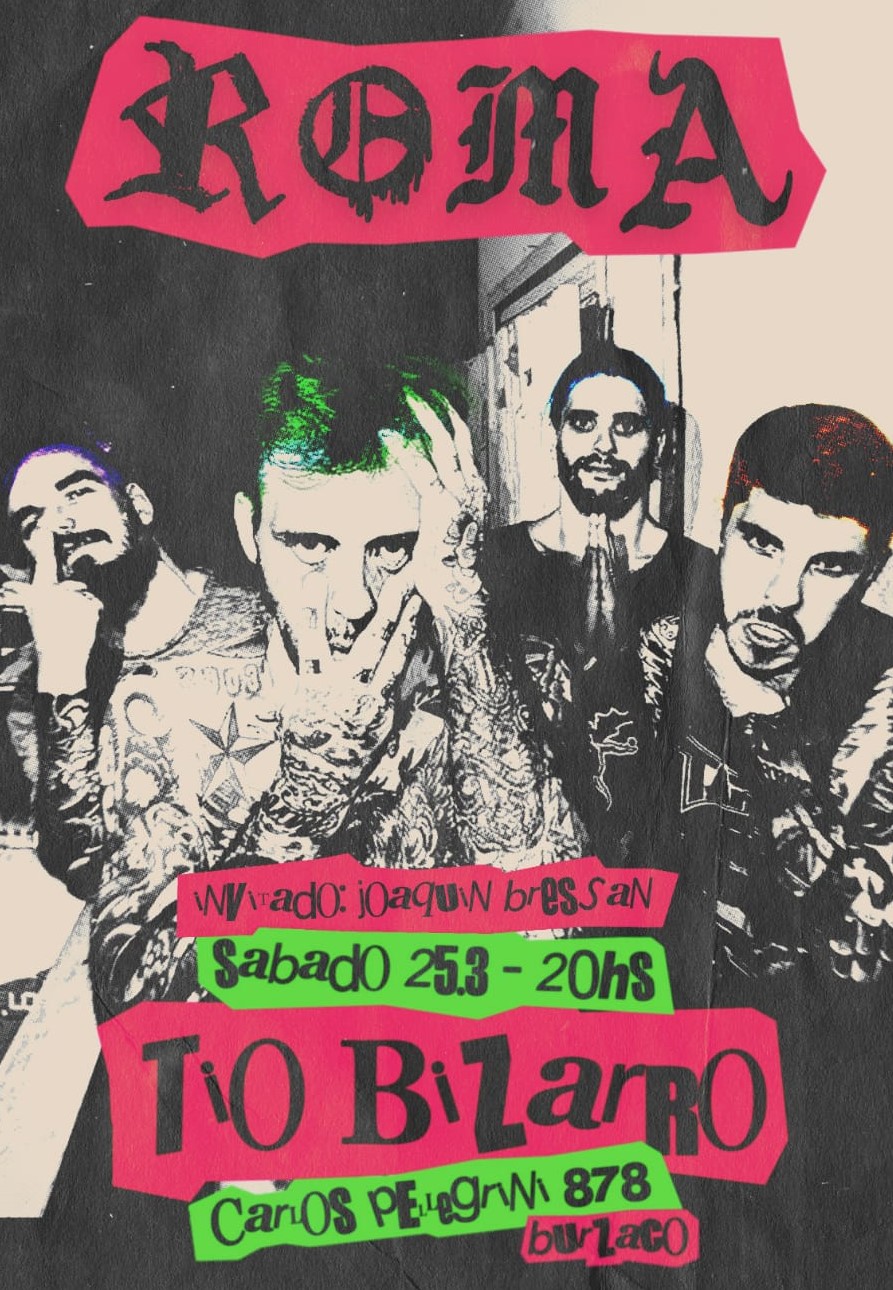 ROMA
iNViTadO: jOaquiN breSSaN
SabadO 25.3 - 20hS
TiO BiZarRO
CarLOS PELLegriNi 878
burZaCO